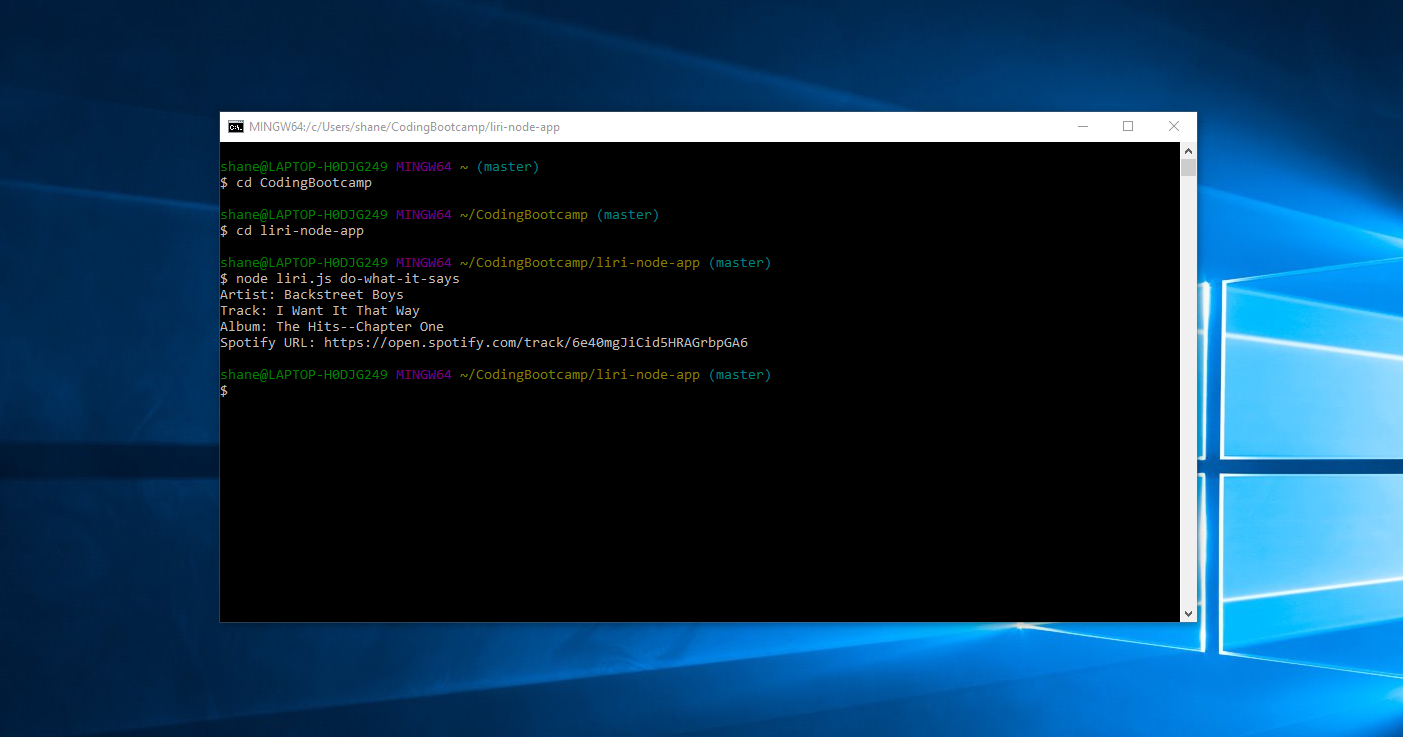 MINGW64:/c/Users/shane/CodingBootcamp/liri-node-app
shane@LAPTOP-H0DJG249 MINGW64 ~ (master)
$ cd CodingBootcamp
shane@LAPTOP-H0DJG249 MINGW64 ~/CodingBootcamp (master)
$ cd liri-node-app
shane@LAPTOP-H0DJG249 MINGW64 ~/CodingBootcamp/liri-node-app (master)
$ node liri.js do-what-it-says
Artist: Backstreet Boys
Track: I Want It That Way
Album: The Hits--Chapter One
Spotify URL: https://open.spotify.com/track/6e40mgJiCid5HRAGrbpGA6
shane@LAPTOP-H0DJG249 MINGW64 ~/CodingBootcamp/liri-node-app (master)
$